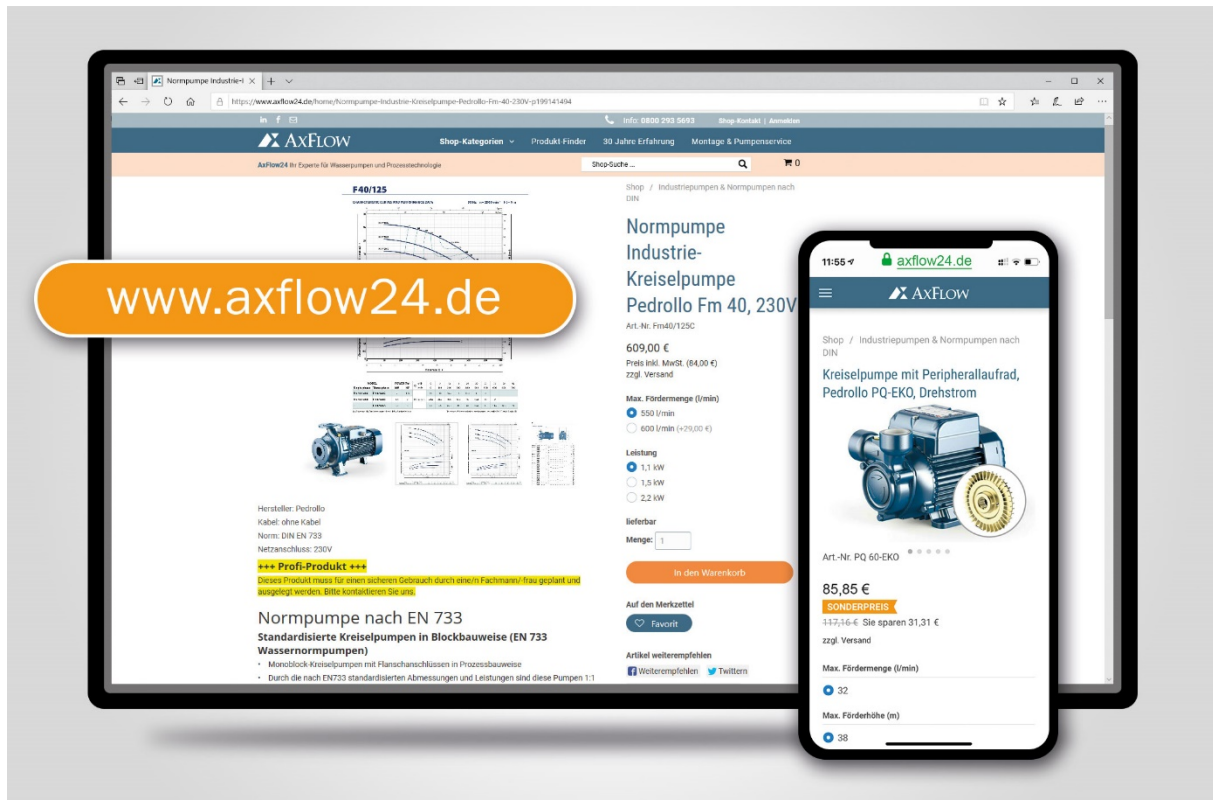 Normpumpe Industrie-I
https://www.axflow24.de/home/Normpumpe-Industrie-Kreiselpumpe-Pedrollo-Fm-40-230V-p199141494
Info: 0800 293 5693 Shop-Kontakt | Anmelden
AxFlow Shop-Kategorien Produkt-Finder 30 Jahre Erfahrung Montage & Pumpenservice
AxFlow24 Ihr Experte für Wasserpumpen und Prozesstechnologie Shop-Suche ... 0
F40/125
www.axflow24.de
Hersteller: Pedrollo
Kabel: ohne Kabel
Norm: DIN EN 733
Netzanschluss: 230V
+++ Profi-Produkt +++
Dieses Produkt muss für einen sicheren Gebrauch durch eine/n Fachmann/-frau geplant und
ausgelegt werden. Bitte kontaktieren Sie uns.
Normpumpe nach EN 733
Standardisierte Kreiselpumpen in Blockbauweise (EN 733
Wassernormpumpen)
• Monoblock-Kreiselpumpen mit Flanschanschlüssen in Prozessbauweise
• Durch die nach EN733 standardisierten Abmessungen und Leistungen sind diese Pumpen 1:1
Shop / Industriepumpen & Normpumpen nach
DIN
Normpumpe
Industrie-
Kreiselpumpe
Pedrollo Fm 40, 230V
Art.-Nr. Fm40/125C
609,00 €
Preis inkl. MwSt. (84,00 €)
zzgl. Versand
Max. Fördermenge (l/min)
550 l/min
600 l/min (+29,00 €)
Leistung
1,1 kW
1,5 kW
2,2 kW
lieferbar
Menge: 1
In den Warenkorb
Auf den Merkzettel
Favorit
Artikel weiterempfehlen
Weiterempfehlen Twittern
11:55 axflow24.de
AxFlow
Shop / Industriepumpen & Normpumpen nach
DIN
Kreiselpumpe mit Peripherallaufrad,
Pedrollo PQ-EKO, Drehstrom
Art.-Nr. PQ 60-EKO
85,85 €
SONDERPREIS
117,16 € Sie sparen 31,31 €
zzgl. Versand
Max. Fördermenge (l/min)
32
Max. Förderhöhe (m)
38